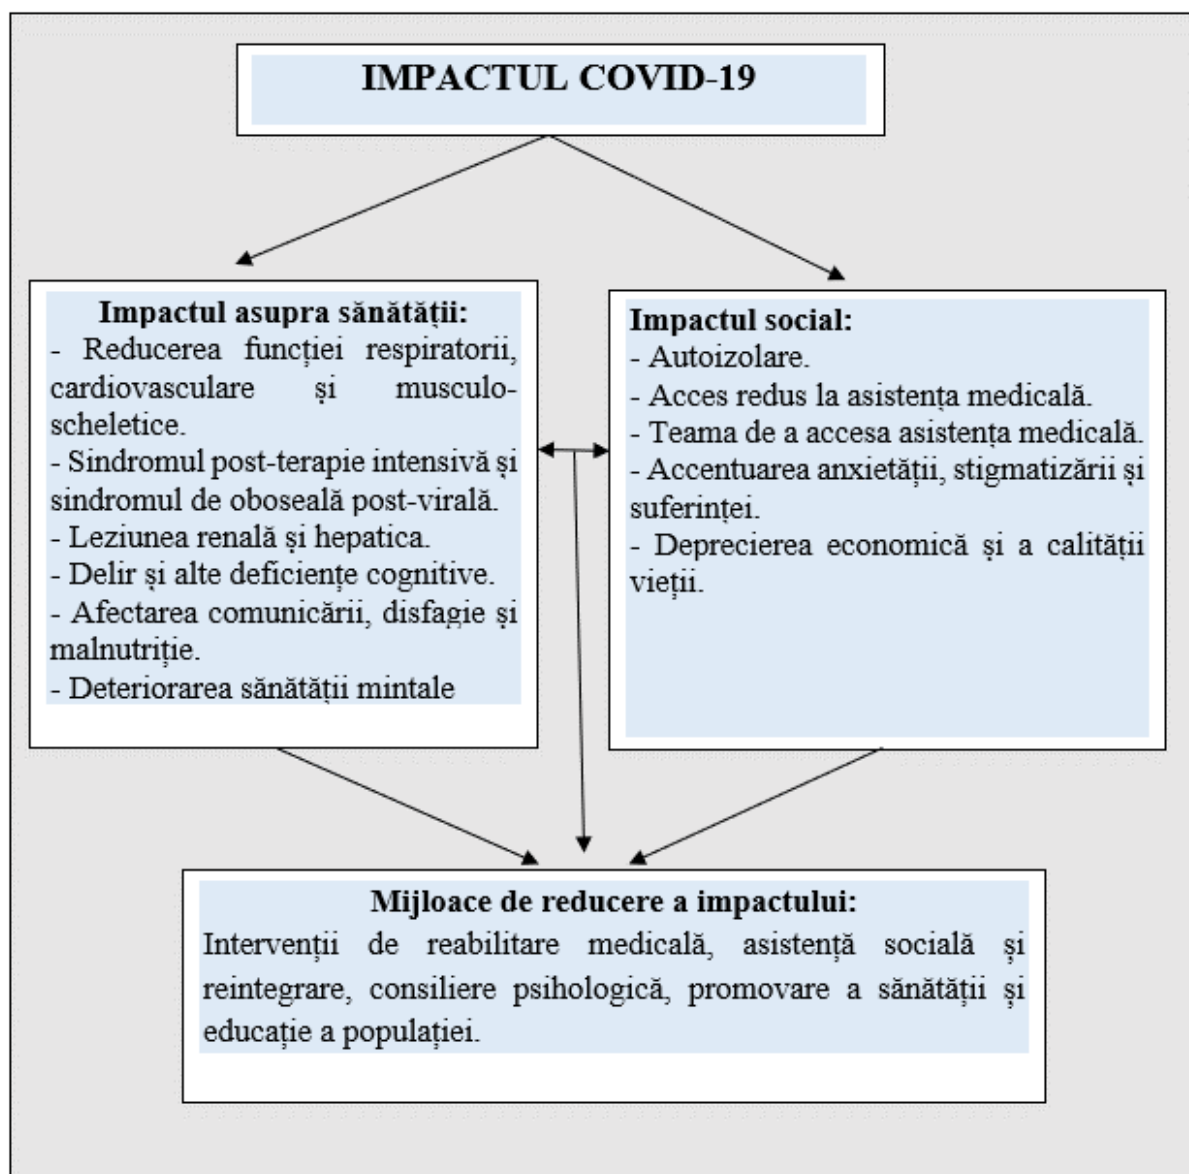 IMPACTUL COVID-19
Impactul asupra sănătății:
- Reducerea funcției respiratorii,
cardiovasculare și musculo-
scheletice.
- Sindromul post-terapie intensivă și
sindromul de oboseală post-virală.
- Leziunea renală și hepatica.
- Delir și alte deficiențe cognitive.
- Afectarea comunicării, disfagie și
malnutriție.
- Deteriorarea sănătății mintale
Impactul social:
- Autoizolare.
- Acces redus la asistența medicală.
- Teama de a accesa asistența medicală.
- Accentuarea anxietății, stigmatizării și
suferinței.
- Deprecierea economică și a calității
vieții.
Mijloace de reducere a impactului:
Intervenții de reabilitare medicală, asistență socială și
reintegrare, consiliere psihologică, promovare a sănătății și
educație a populației.